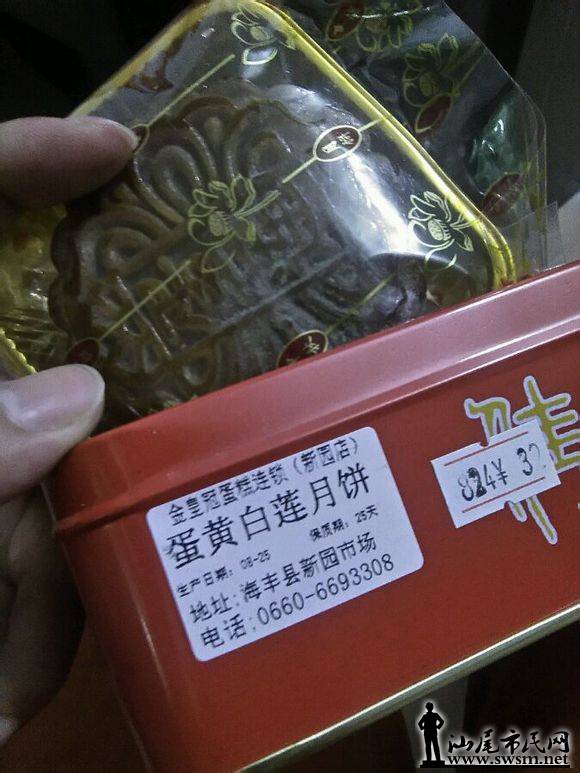 金皇冠蛋糕连锁（新园店）
蛋黄白莲月饼
生产日期：08-25 保质期：25天
地址：海丰县新园市场
电话：0660-6693308
824¥ 32
汕尾市民网
www.swsm.net